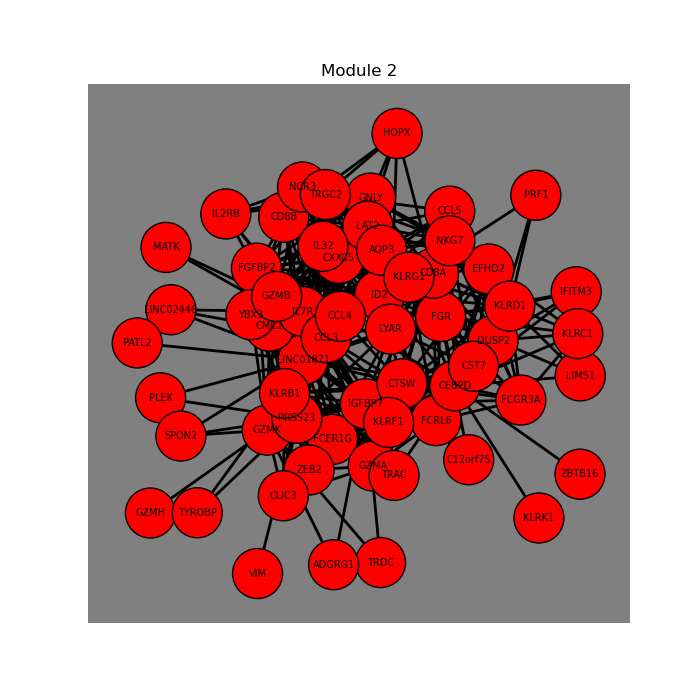 Module 2
HOPX
NCR3
TRGC2
GNLY
PRF1
IL2RB
CD8B
LAT2
CCL5
MATK
IL32
AQP3
NKG7
CXXC5
FGFBP2
KLRG1
CD8A
EFHD2
GZMB
ID2
IFITM3
LINC02446
YBX3
IL7R
CCL4
FGR
KLRD1
LYAR
KLRC1
PATL2
CCL3
DUSP2
LINC01871
CST7
LIMS1
PLEK
KLRB1
CTSW
CEBPD
IGFBP7
FCGR3A
SPON2
GZMK
PRSS23
KLRF1
FCRL6
FCER1G
ZEB2
GZMA
TRAC
C12orf75
ZBTB16
CLIC3
GZMH
TYROBP
KLRK1
VIM
ADGRG1
TRDC